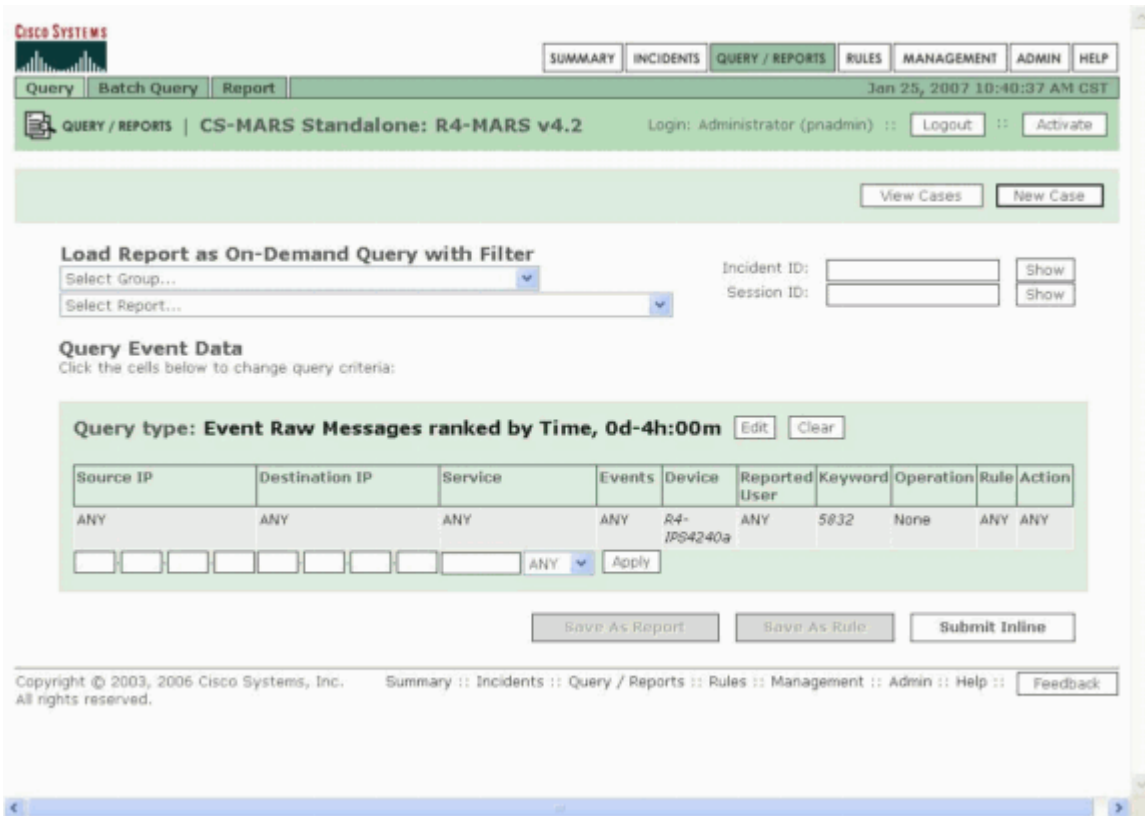 CISCO SYSTEMS
SUMMARY INCIDENTS QUERY / REPORTS RULES MANAGEMENT ADMIN HELP
Query Batch Query Report Jan 25, 2007 10:40:37 AM CST
QUERY / REPORTS | CS-MARS Standalone: R4-MARS v4.2 Login: Administrator (pnadmin) :: Logout :: Activate
View Cases New Case
Load Report as On-Demand Query with Filter
Select Group...
Incident ID: Show
Select Report...
Session ID: Show
Query Event Data
Click the cells below to change query criteria:
Query type: Event Raw Messages ranked by Time, 0d-4h:00m Edit Clear
Source IP Destination IP Service Events Device Reported User Keyword Operation Rule Action
ANY ANY ANY ANY R4-IPS4240a ANY 5832 None ANY ANY
ANY Apply
Save As Report Save As Rule Submit Inline
Copyright © 2003, 2006 Cisco Systems, Inc. Summary :: Incidents :: Query / Reports :: Rules :: Management :: Admin :: Help :: Feedback
All rights reserved.